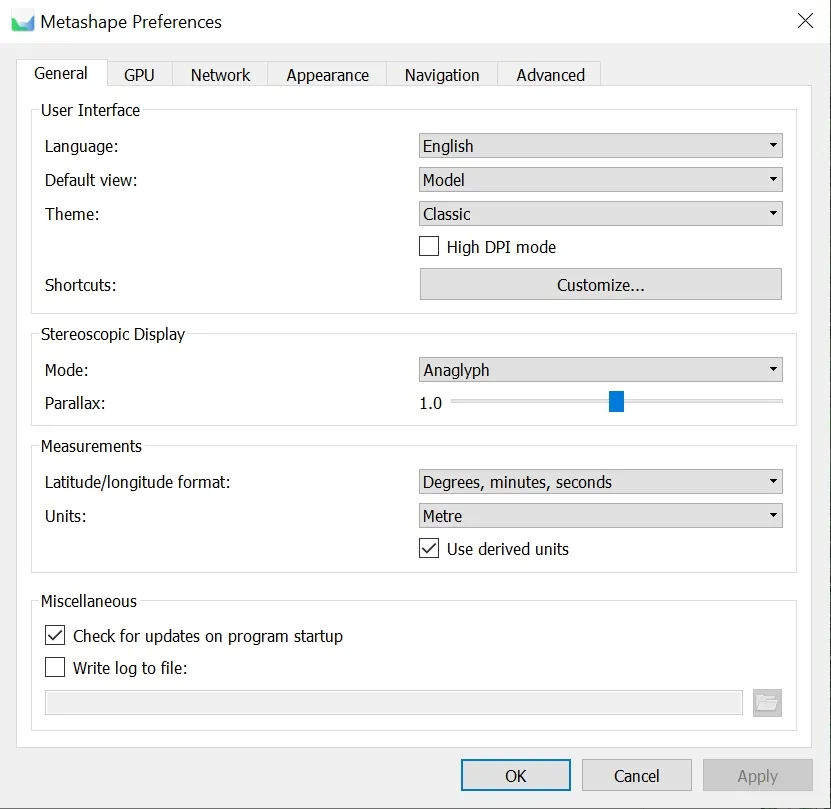 Metashape Preferences
General GPU Network Appearance Navigation Advanced
User Interface
Language: English
Default view: Model
Theme: Classic
High DPI mode
Shortcuts: Customize...
Stereoscopic Display
Mode: Anaglyph
Parallax: 1.0
Measurements
Latitude/longitude format: Degrees, minutes, seconds
Units: Metre
Use derived units
Miscellaneous
Check for updates on program startup
Write log to file:
OK Cancel Apply